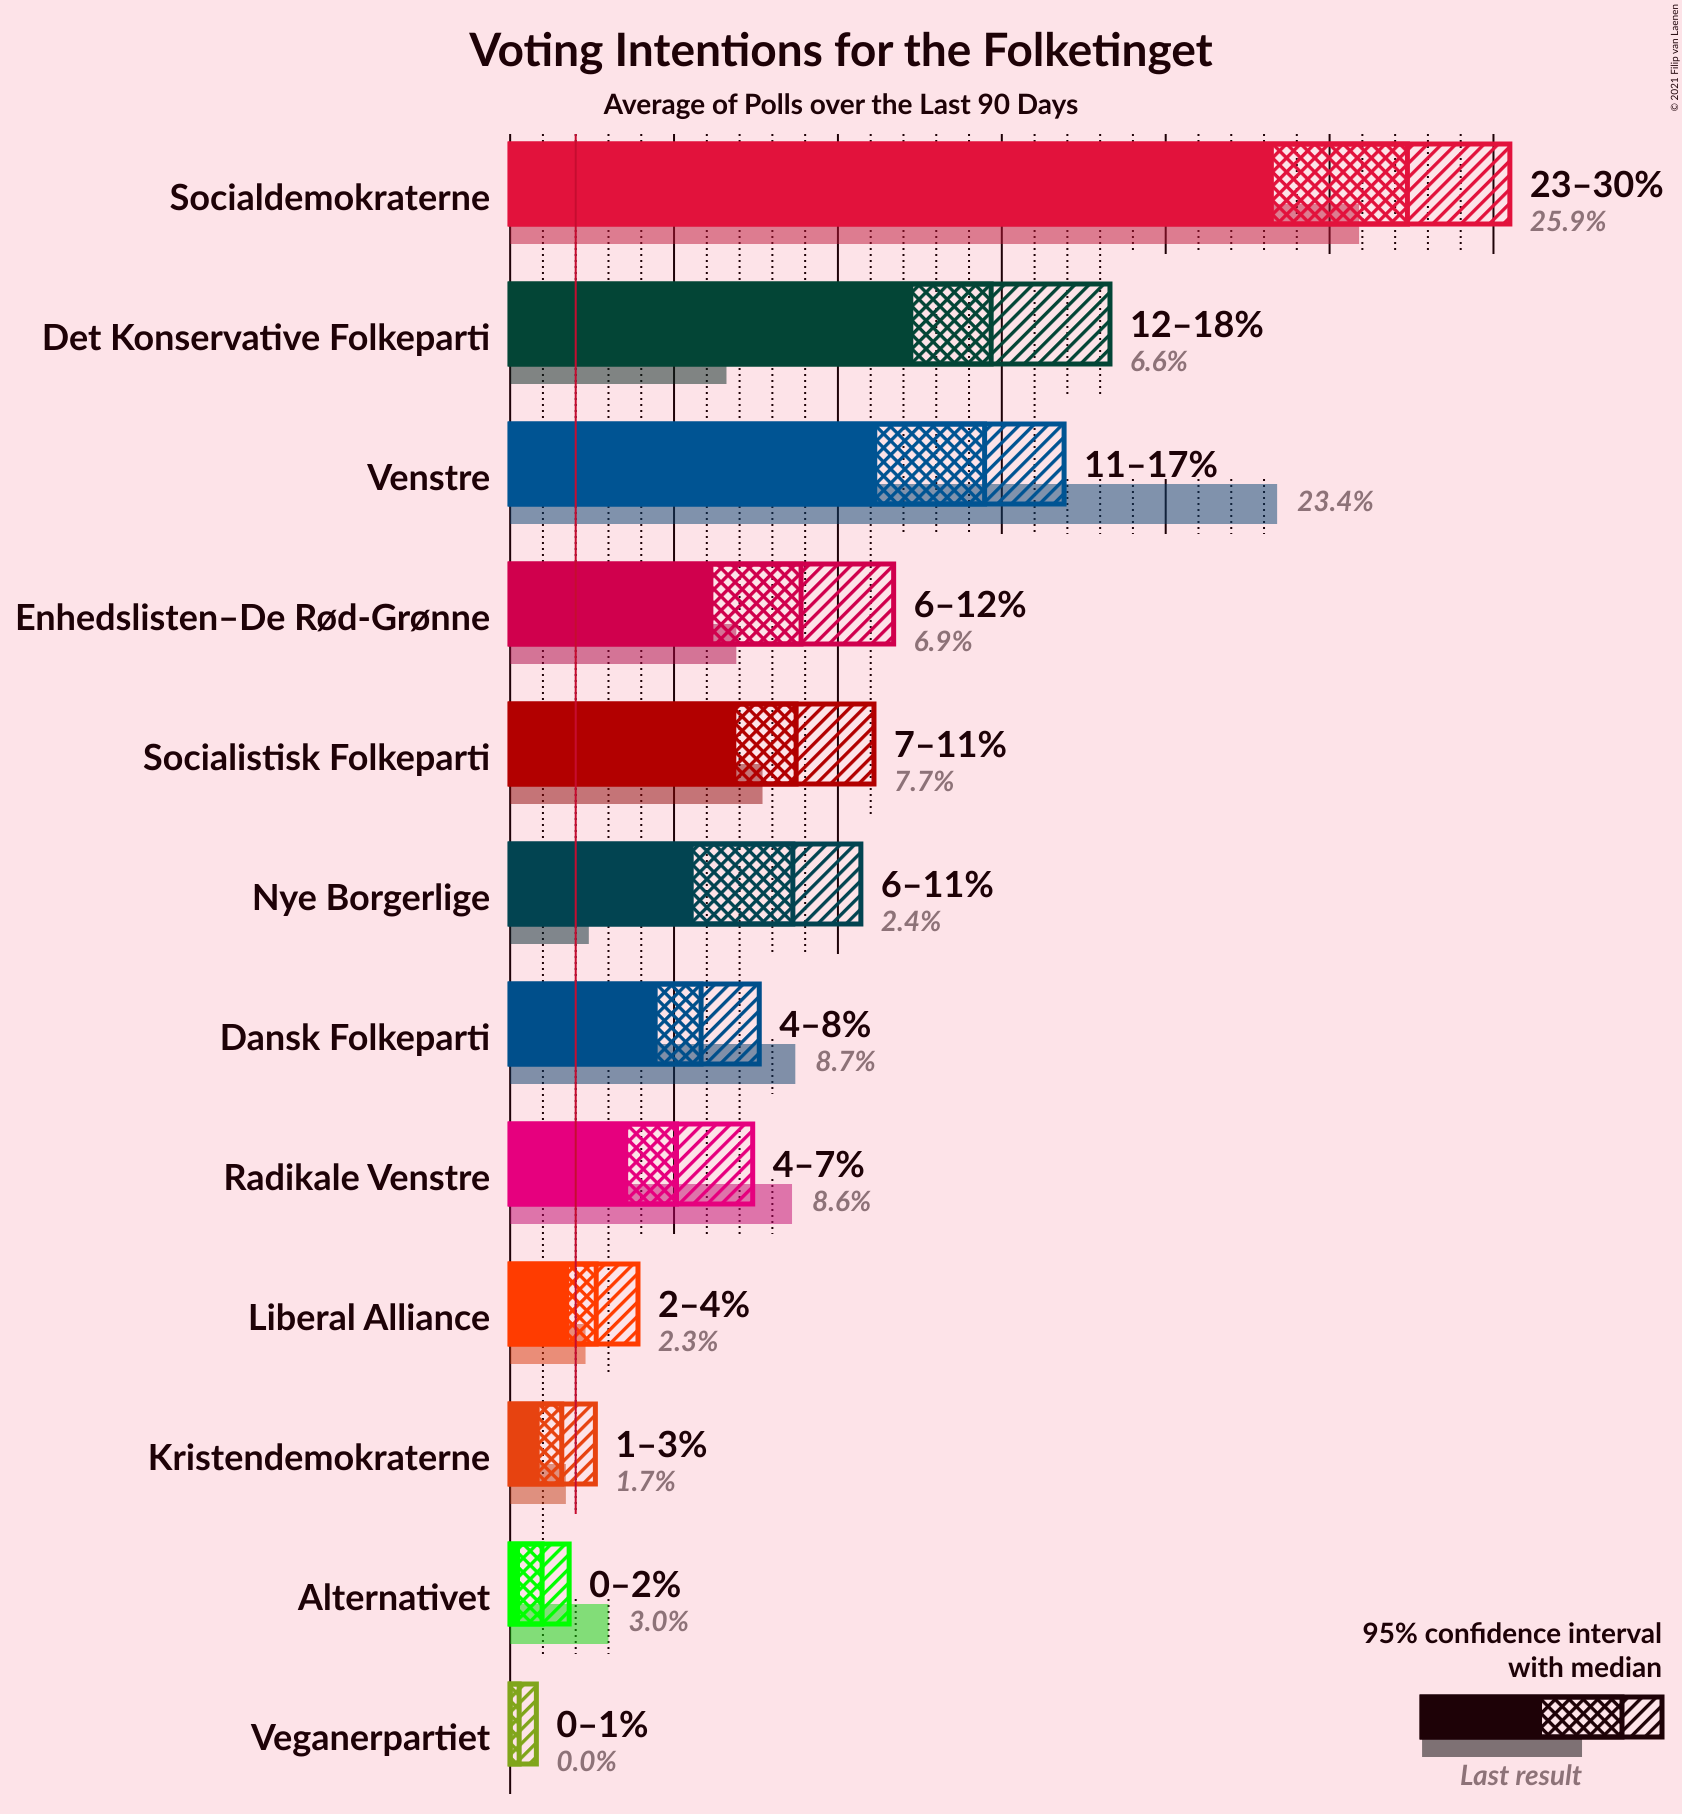 Voting Intentions for the Folketinget
Average of Polls over the Last 90 Days
© 2021 Filip van Laenen
Socialdemokraterne
23–30%
25.9%
Det Konservative Folkeparti
12–18%
6.6%
Venstre
11–17%
23.4%
Enhedslisten–De Rød-Grønne
6–12%
6.9%
Socialistisk Folkeparti
7–11%
7.7%
Nye Borgerlige
6–11%
2.4%
Dansk Folkeparti
4–8%
8.7%
Radikale Venstre
4–7%
8.6%
Liberal Alliance
2–4%
2.3%
Kristendemokraterne
1–3%
1.7%
Alternativet
0–2%
3.0%
Veganerpartiet
0–1%
0.0%
95% confidence interval
with median
Last result